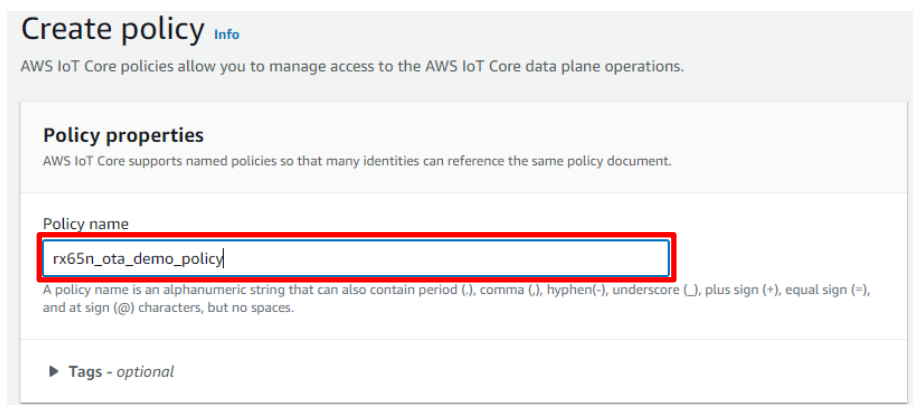 Create policy Info
AWS IoT Core policies allow you to manage access to the AWS IoT Core data plane operations.
Policy properties
AWS IoT Core supports named policies so that many identities can reference the same policy document.
Policy name
rx65n_ota_demo_policy
A policy name is an alphanumeric string that can also contain period (.), comma (,), hyphen(-), underscore (_), plus sign (+), equal sign (=),
and at sign (@) characters, but no spaces.
Tags - optional